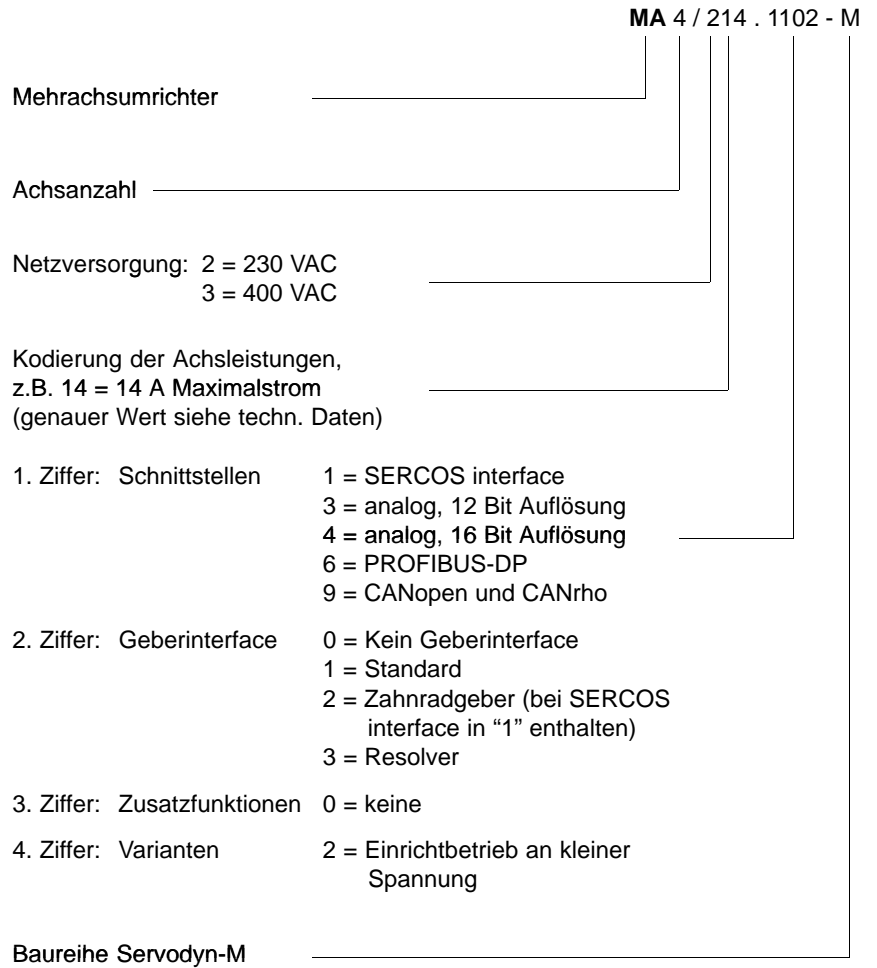 MA 4 / 214 . 1102 - M
Mehrachsumrichter
Achsanzahl
Netzversorgung: 2 = 230 VAC
3 = 400 VAC
Kodierung der Achsleistungen,
z.B. 14 = 14 A Maximalstrom
(genauer Wert siehe techn. Daten)
1. Ziffer: Schnittstellen 1 = SERCOS interface
3 = analog, 12 Bit Auflösung
4 = analog, 16 Bit Auflösung
6 = PROFIBUS-DP
9 = CANopen und CANrho
2. Ziffer: Geberinterface 0 = Kein Geberinterface
1 = Standard
2 = Zahnradgeber (bei SERCOS
interface in “1” enthalten)
3 = Resolver
3. Ziffer: Zusatzfunktionen 0 = keine
4. Ziffer: Varianten 2 = Einrichtbetrieb an kleiner
Spannung
Baureihe Servodyn-M